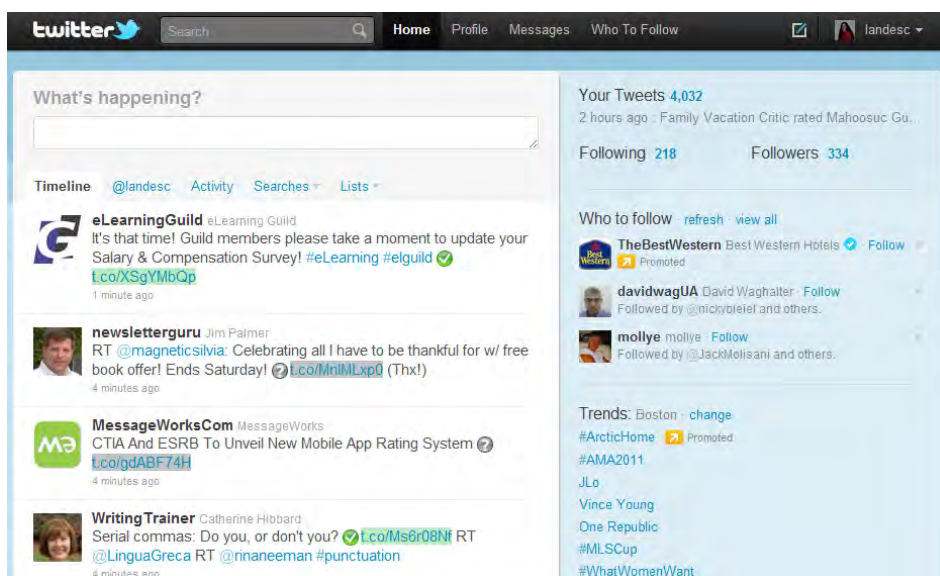 twitter
Search
Home Profile Messages Who To Follow
landesc
What's happening?
Timeline @landesc Activity Searches Lists
eLearningGuild eLearning Guild
It's that time! Guild members please take a moment to update your
Salary & Compensation Survey! #eLearning #elguild
t.co/XSgYMbQp
1 minute ago
newsletterguru Jim Palmer
RT @magneticsilvia: Celebrating all I have to be thankful for w/ free
book offer! Ends Saturday! t.co/MnlMLxp0 (Thx!)
4 minutes ago
MessageWorksCom MessageWorks
CTIA And ESRB To Unveil New Mobile App Rating System
t.co/gdABF74H
4 minutes ago
WritingTrainer Catherine Hibbard
Serial commas: Do you, or don't you? t.co/Ms6r08Nf RT
@LinguaGreca RT @rinaneeman #punctuation
4 minutes ago
Your Tweets 4,032
2 hours ago : Family Vacation Critic rated Mahoosuc Gu...
Following 218 Followers 334
Who to follow · refresh · view all
Best Western
TheBestWestern Best Western Hotels · Follow
Promoted
davidwagUA David Waghalter · Follow
Followed by @nickybleiel and others.
mollye mollye · Follow
Followed by @JackMolisani and others.
Trends: Boston · change
#ArcticHome Promoted
#AMA2011
JLo
Vince Young
One Republic
#MLSCup
#WhatWomenWant